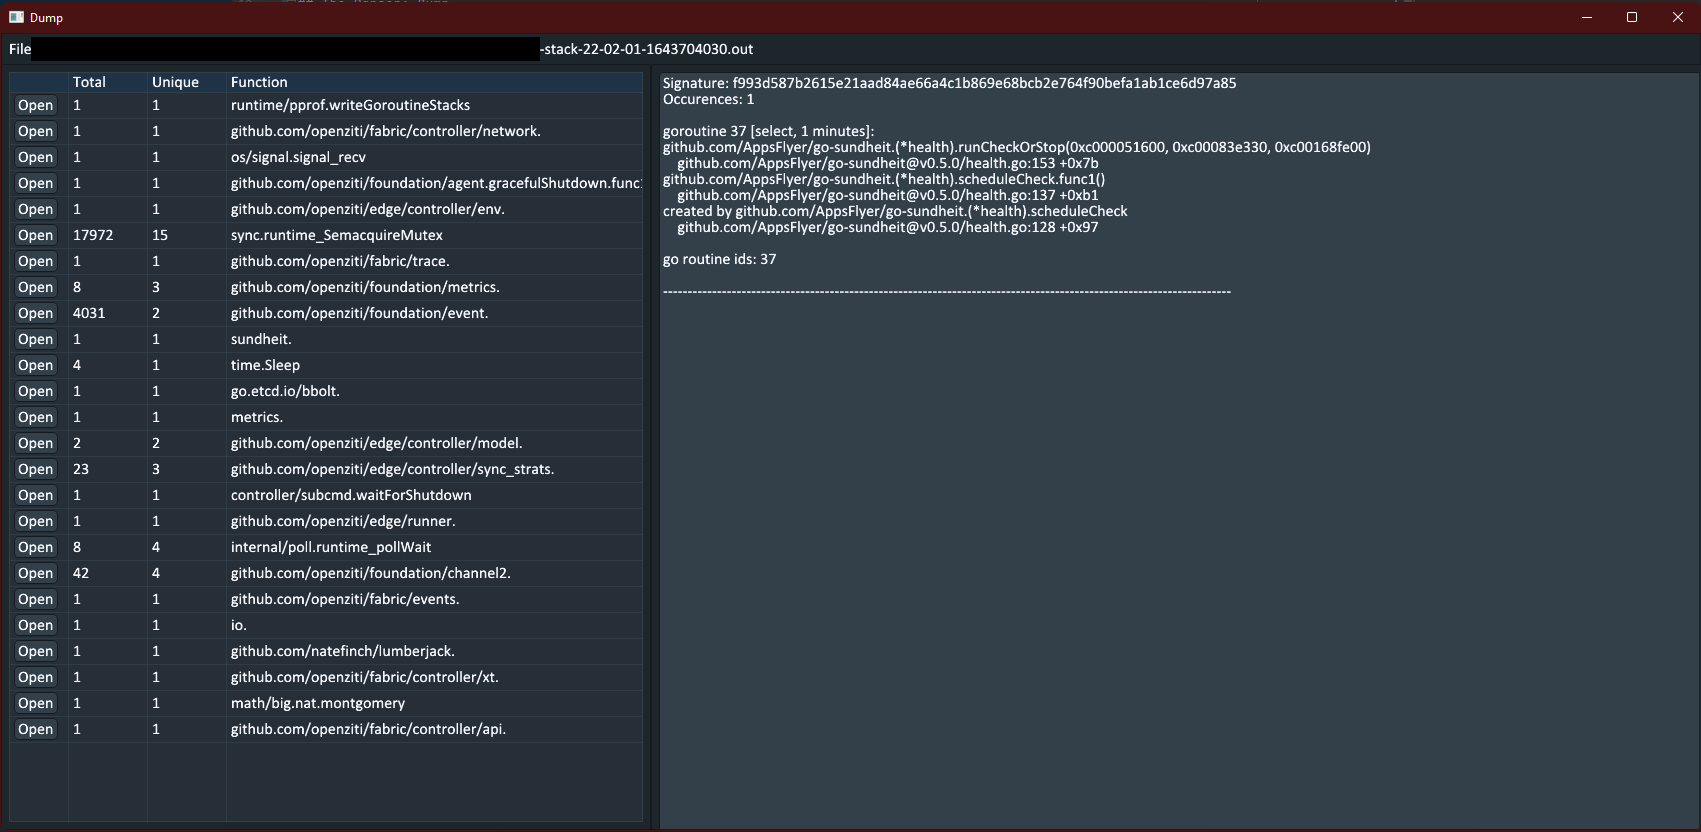 Dump
File -stack-22-02-01-1643704030.out
Total Unique Function
Open 1 1 runtime/pprof.writeGoroutineStacks
Open 1 1 github.com/openziti/fabric/controller/network.
Open 1 1 os/signal.signal_recv
Open 1 1 github.com/openziti/foundation/agent.gracefulShutdown.func1
Open 1 1 github.com/openziti/edge/controller/env.
Open 17972 15 sync.runtime_SemacquireMutex
Open 1 1 github.com/openziti/fabric/trace.
Open 8 3 github.com/openziti/foundation/metrics.
Open 4031 2 github.com/openziti/foundation/event.
Open 1 1 sundheit.
Open 4 1 time.Sleep
Open 1 1 go.etcd.io/bbolt.
Open 1 1 metrics.
Open 2 2 github.com/openziti/edge/controller/model.
Open 23 3 github.com/openziti/edge/controller/sync_strats.
Open 1 1 controller/subcmd.waitForShutdown
Open 1 1 github.com/openziti/edge/runner.
Open 8 4 internal/poll.runtime_pollWait
Open 42 4 github.com/openziti/foundation/channel2.
Open 1 1 github.com/openziti/fabric/events.
Open 1 1 io.
Open 1 1 github.com/natefinch/lumberjack.
Open 1 1 github.com/openziti/fabric/controller/xt.
Open 1 1 math/big.nat.montgomery
Open 1 1 github.com/openziti/fabric/controller/api.
Signature: f993d587b2615e21aad84ae66a4c1b869e68bcb2e764f90befa1ab1ce6d97a85
Occurences: 1
goroutine 37 [select, 1 minutes]:
github.com/AppsFlyer/go-sundheit.(*health).runCheckOrStop(0xc000051600, 0xc00083e330, 0xc00168fe00)
github.com/AppsFlyer/go-sundheit@v0.5.0/health.go:153 +0x7b
github.com/AppsFlyer/go-sundheit.(*health).scheduleCheck.func1()
github.com/AppsFlyer/go-sundheit@v0.5.0/health.go:137 +0xb1
created by github.com/AppsFlyer/go-sundheit.(*health).scheduleCheck
github.com/AppsFlyer/go-sundheit@v0.5.0/health.go:128 +0x97
go routine ids: 37